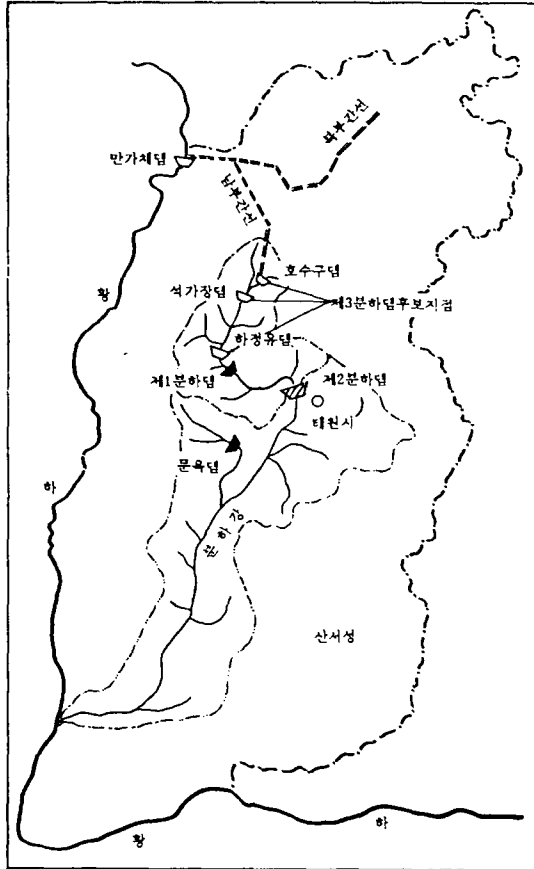 만가채댐
북부간선
남부간선
황
호수구댐
석가장댐
제3분하댐후보지점
하정유댐
제1분하댐
제2분하댐
태원시
문욕댐
하
분하강
산서성
황
하